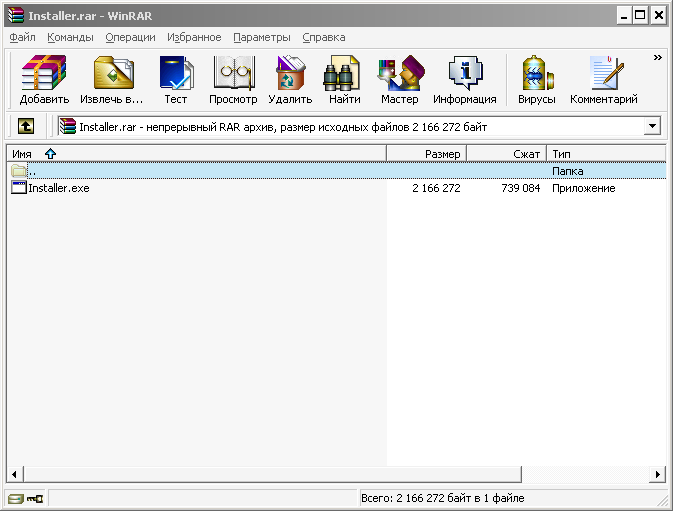 Installer.rar - WinRAR
Файл Команды Операции Избранное Параметры Справка
Добавить Извлечь в... Тест Просмотр Удалить Найти Мастер Информация Вирусы Комментарий »
Installer.rar - непрерывный RAR архив, размер исходных файлов 2 166 272 байт
Имя Размер Сжат Тип
.. Папка
Installer.exe 2 166 272 739 084 Приложение
Всего: 2 166 272 байт в 1 файле